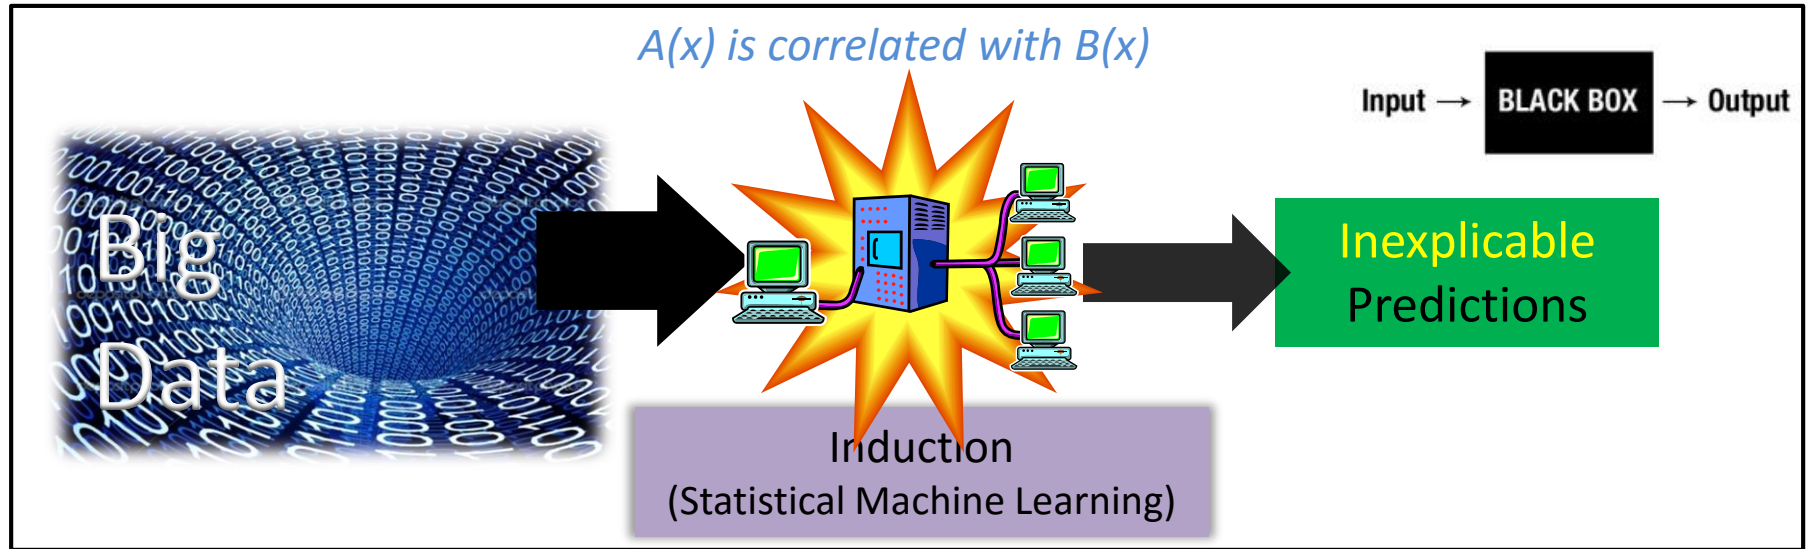 A(x) is correlated with B(x)
Input → BLACK BOX → Output
Big
Data
Inexplicable
Predictions
Induction
(Statistical Machine Learning)